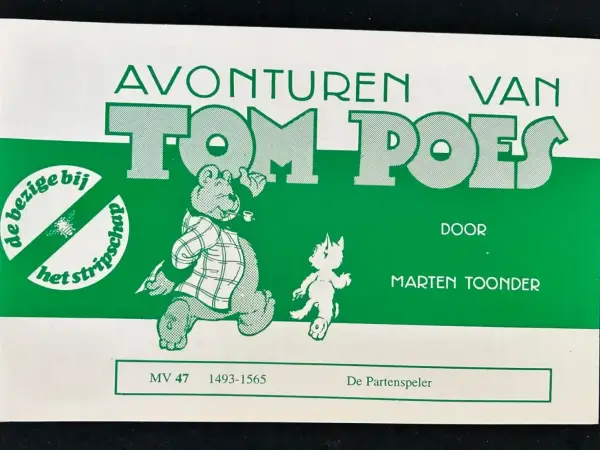 AVONTUREN VAN
TOM POES
de bezige bij
het stripschap
DOOR
MARTEN TOONDER
MV 47 1493-1565 De Partenspeler